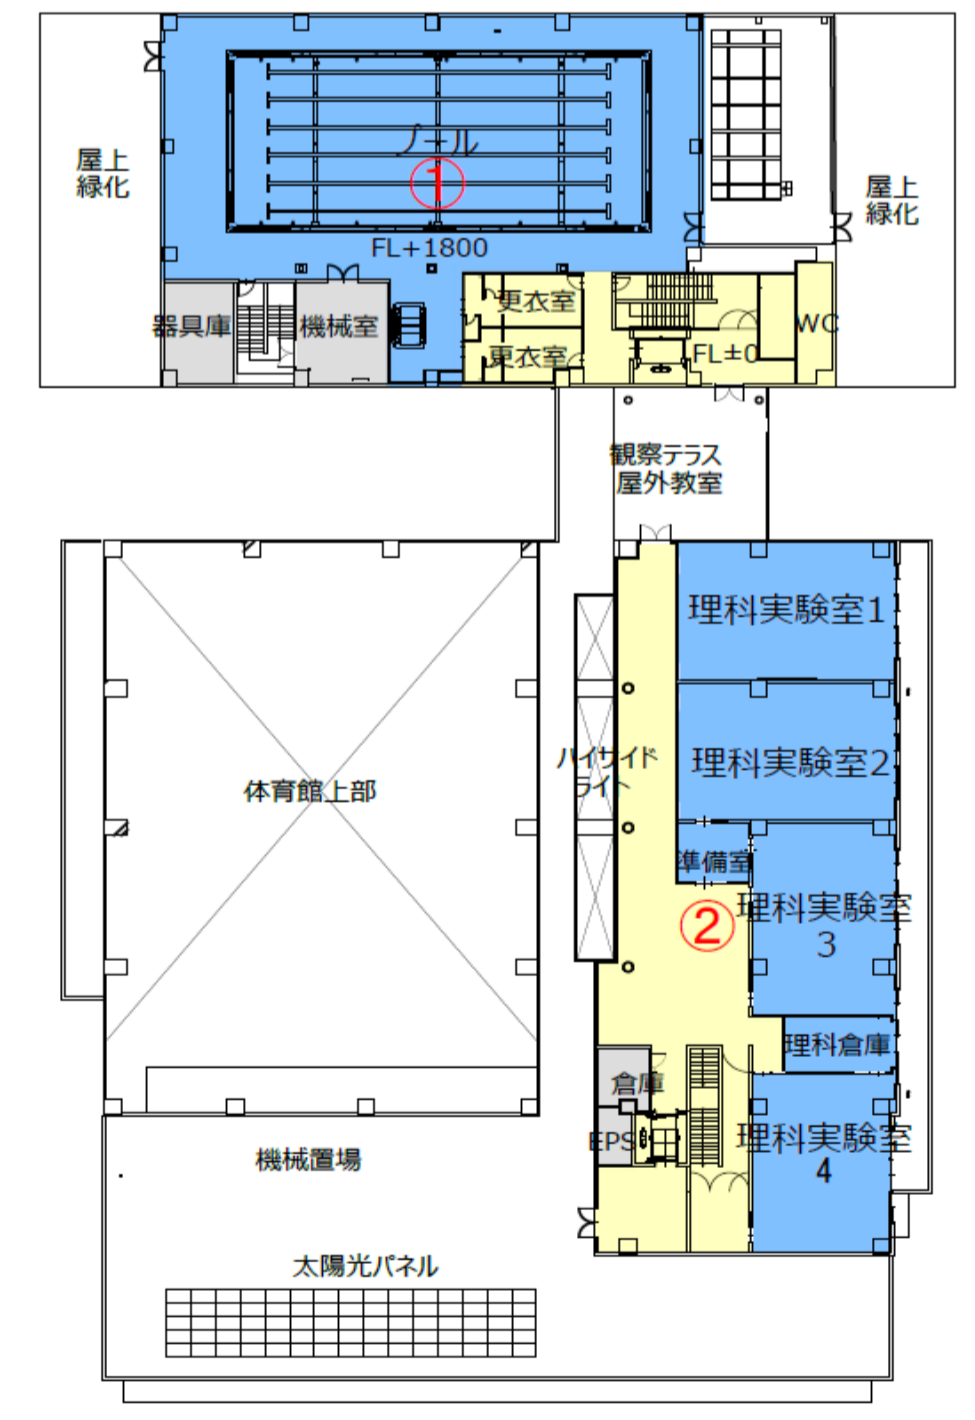 プール
①
屋上
緑化
屋上
緑化
FL+1800
器具庫
機械室
更衣室
更衣室
WC
FL±0
観察テラス
屋外教室
理科実験室1
ハイサイド
ライト
理科実験室2
体育館上部
準備室
②
理科実験室
3
理科倉庫
倉庫
EPS
理科実験室
4
機械置場
太陽光パネル